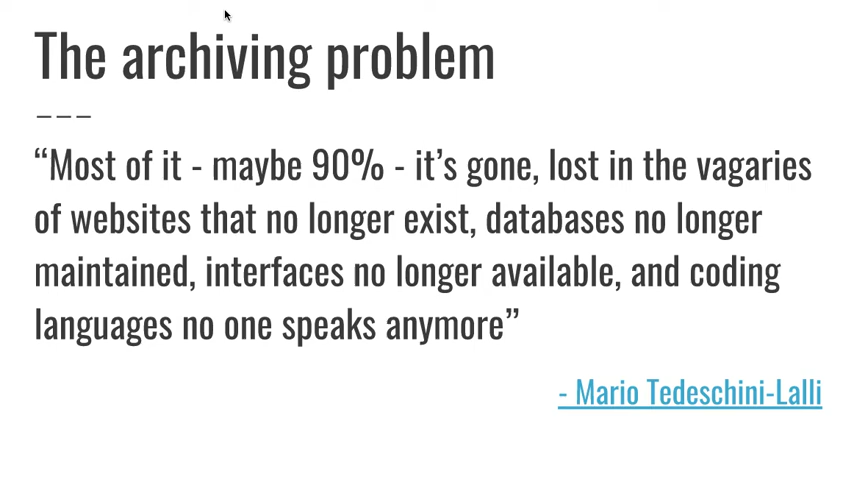 The archiving problem
“Most of it - maybe 90% - it’s gone, lost in the vagaries
of websites that no longer exist, databases no longer
maintained, interfaces no longer available, and coding
languages no one speaks anymore”
- Mario Tedeschini-Lalli